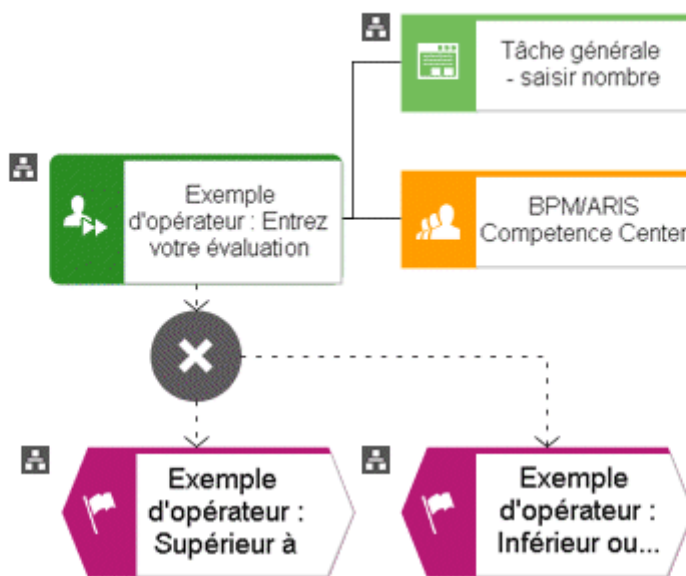 Tâche générale
- saisir nombre
Exemple
d'opérateur : Entrez
votre évaluation
BPM/ARIS
Competence Center
Exemple
d'opérateur :
Supérieur à
Exemple
d'opérateur :
Inférieur ou...